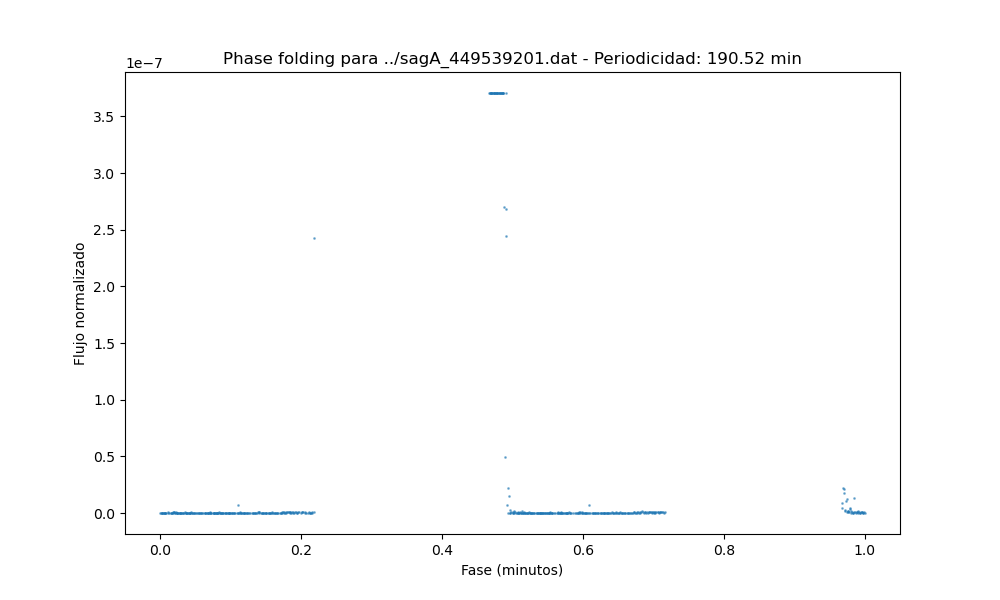 Phase folding para ../sagA_449539201.dat - Periodicidad: 190.52 min
1e−7
3.5
3.0
2.5
2.0
1.5
1.0
0.5
0.0
Flujo normalizado
0.0 0.2 0.4 0.6 0.8 1.0
Fase (minutos)